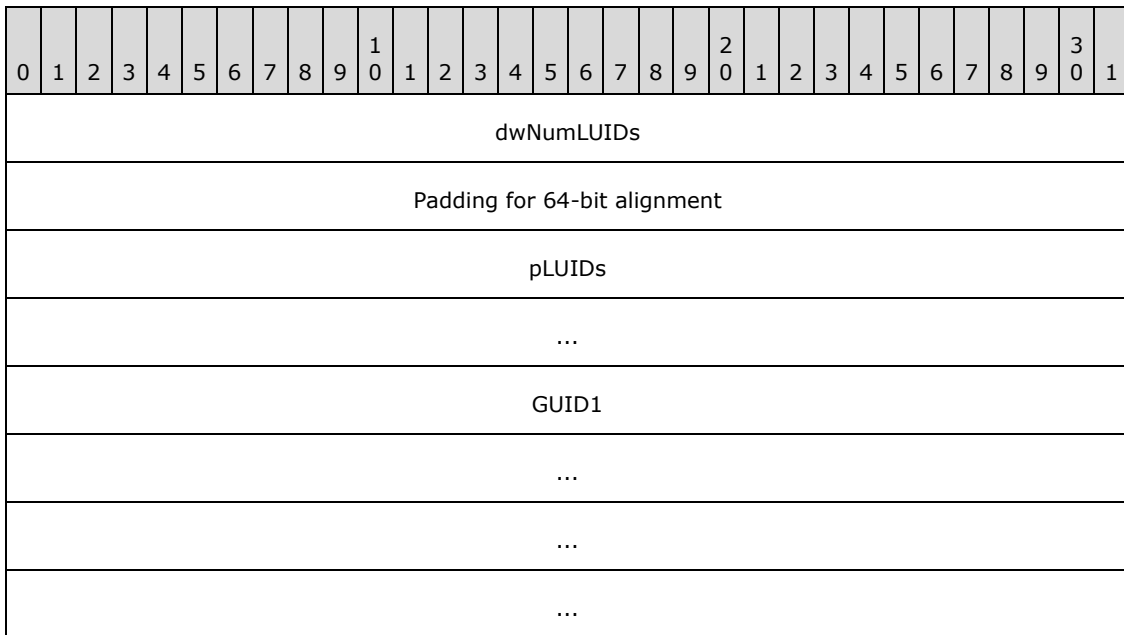 1 2 3
0 1 2 3 4 5 6 7 8 9 0 1 2 3 4 5 6 7 8 9 0 1 2 3 4 5 6 7 8 9 0 1
dwNumLUIDs
Padding for 64-bit alignment
pLUIDs
...
GUID1
...
...
...